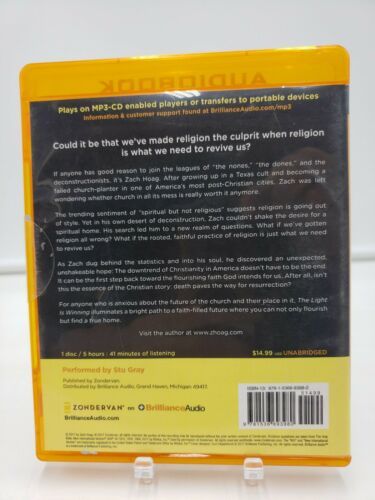 AUDIOBOOK
Plays on MP3-CD enabled players or transfers to portable devices
Information & customer support found at BrillianceAudio.com/mp3
Could it be that we've made religion the culprit when religion
is what we need to revive us?
If anyone has good reason to join the leagues of "the nones," "the dones," and the
deconstructionists, it's Zach Hoag. After growing up in a Texas cult and becoming a
failed church-planter in one of America's most post-Christian cities, Zach was left
wondering whether church in all its mess is really worth it anymore.
The trending sentiment of "spiritual but not religious" suggests religion is going out
of style. Yet in his own desert of deconstruction, Zach couldn't shake the desire for a
spiritual home. His search led him to a new realm of questions. What if we've gotten
religion all wrong? What if the rooted, faithful practice of religion is just what we need
to revive us?
As Zach dug behind the statistics and into his soul, he discovered an unexpected,
unshakeable hope: The downtrend of Christianity in America doesn't have to be the end.
It can be the first step back toward the flourishing faith God intends for us. After all, isn't
this the essence of the Christian story: death paves the way for resurrection?
For anyone who is anxious about the future of the church and their place in it, The Light
Is Winning illuminates a bright path to a faith-filled future where you can not only flourish
but find a true home.
Visit the author at www.zhoag.com
1 disc / 5 hours : 41 minutes of listening
$14.99 USD UNABRIDGED
Performed by Stu Gray
Published by Zondervan.
Distributed by Brilliance Audio, Grand Haven, Michigan 49417.
ZONDERVAN on BrillianceAudio
BrillianceAudio.com
51499